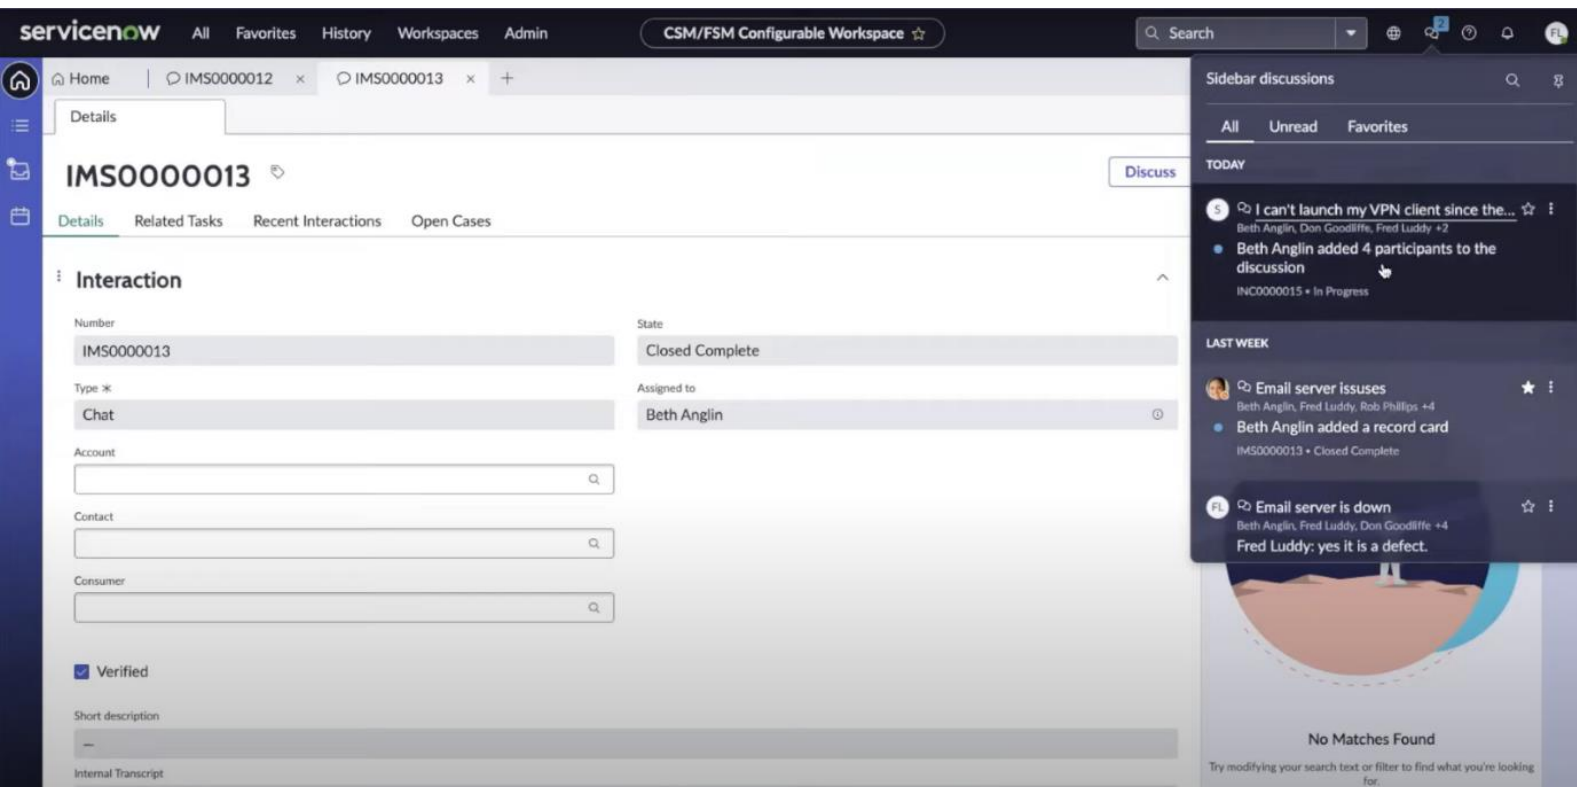 servicenow All Favorites History Workspaces Admin CSM/FSM Configurable Workspace Search 2 FL
Home IMS0000012 × IMS0000013 × +
Details
IMS0000013
Discuss
Details Related Tasks Recent Interactions Open Cases
Interaction
Number
IMS0000013
State
Closed Complete
Type *
Chat
Assigned to
Beth Anglin
Account
Contact
Consumer
Verified
Short description
—
Internal Transcript
Sidebar discussions
All Unread Favorites
TODAY
S I can't launch my VPN client since the...
Beth Anglin, Don Goodliffe, Fred Luddy +2
Beth Anglin added 4 participants to the
discussion
INC0000015 • In Progress
LAST WEEK
Email server issuses
Beth Anglin, Fred Luddy, Rob Phillips +4
Beth Anglin added a record card
IMS0000013 • Closed Complete
FL Email server is down
Beth Anglin, Fred Luddy, Don Goodliffe +4
Fred Luddy: yes it is a defect.
No Matches Found
Try modifying your search text or filter to find what you're looking
for.